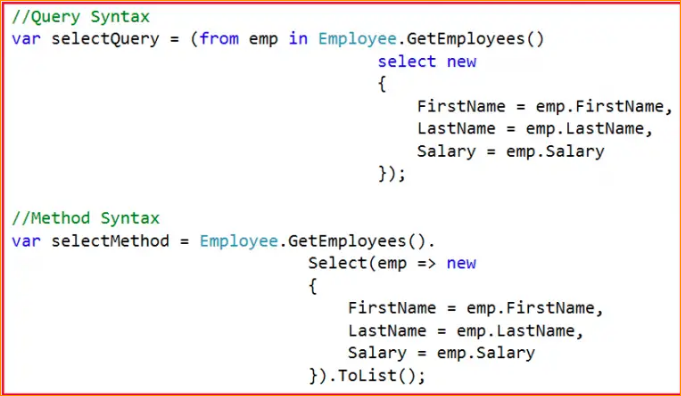 //Query Syntax
var selectQuery = (from emp in Employee.GetEmployees()
select new
{
FirstName = emp.FirstName,
LastName = emp.LastName,
Salary = emp.Salary
});
//Method Syntax
var selectMethod = Employee.GetEmployees().
Select(emp => new
{
FirstName = emp.FirstName,
LastName = emp.LastName,
Salary = emp.Salary
}).ToList();